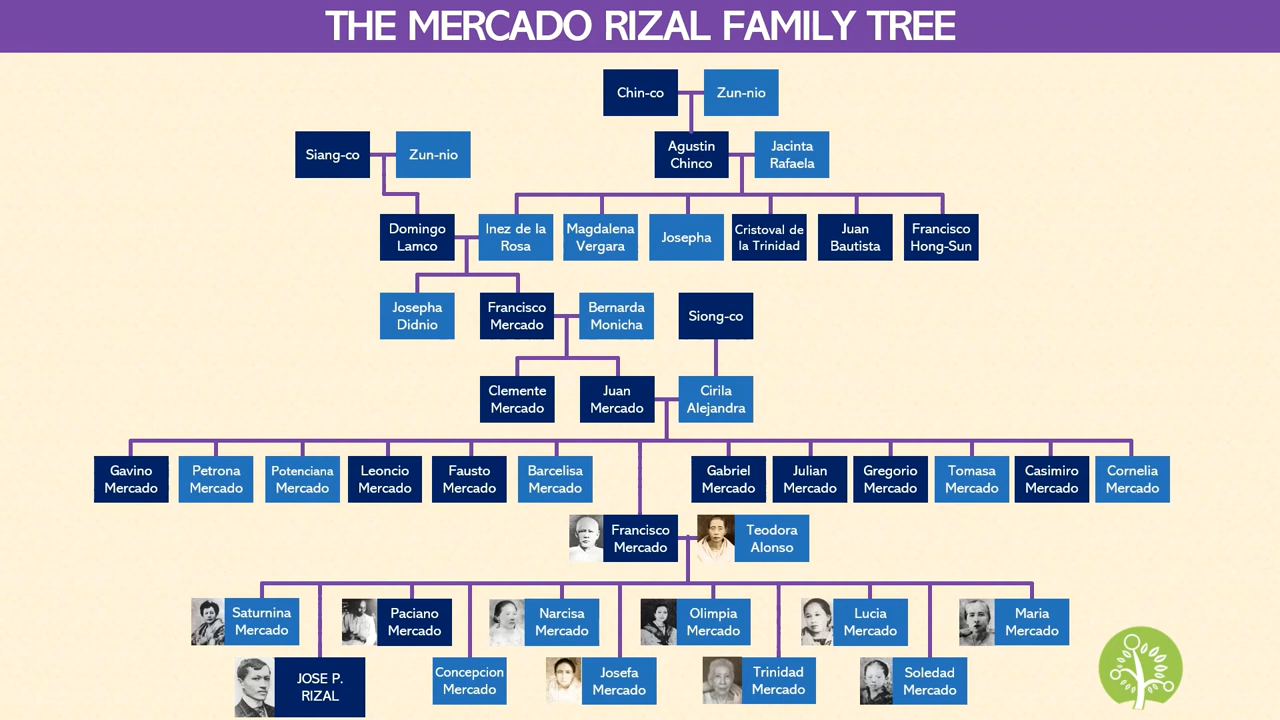 THE MERCADO RIZAL FAMILY TREE
Chin-co
Zun-nio
Siang-co
Zun-nio
Agustin
Chinco
Jacinta
Rafaela
Domingo
Lamco
Inez de la
Rosa
Magdalena
Vergara
Josepha
Cristoval de
la Trinidad
Juan
Bautista
Francisco
Hong-Sun
Josepha
Didnio
Francisco
Mercado
Bernarda
Monicha
Siong-co
Clemente
Mercado
Juan
Mercado
Cirila
Alejandra
Gavino
Mercado
Petrona
Mercado
Potenciana
Mercado
Leoncio
Mercado
Fausto
Mercado
Barcelisa
Mercado
Gabriel
Mercado
Julian
Mercado
Gregorio
Mercado
Tomasa
Mercado
Casimiro
Mercado
Cornelia
Mercado
Francisco
Mercado
Teodora
Alonso
Saturnina
Mercado
Paciano
Mercado
Narcisa
Mercado
Olimpia
Mercado
Lucia
Mercado
Maria
Mercado
JOSE P.
RIZAL
Concepcion
Mercado
Josefa
Mercado
Trinidad
Mercado
Soledad
Mercado